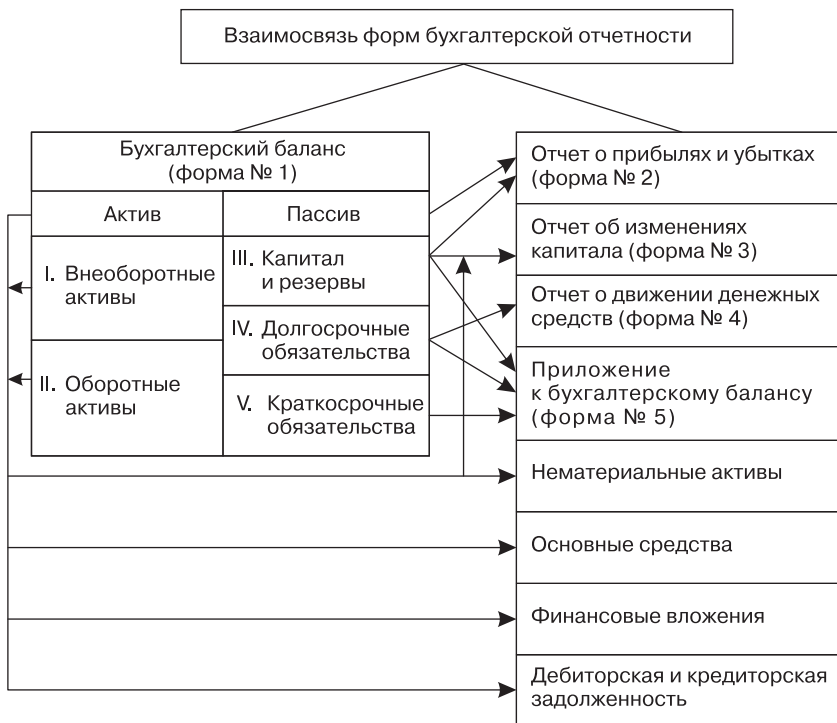 Взаимосвязь форм бухгалтерской отчетности
Бухгалтерский баланс
(форма № 1)
Актив
Пассив
I. Внеоборотные
активы
II. Оборотные
активы
III. Капитал
и резервы
IV. Долгосрочные
обязательства
V. Краткосрочные
обязательства
Отчет о прибылях и убытках
(форма № 2)
Отчет об изменениях
капитала (форма № 3)
Отчет о движении денежных
средств (форма № 4)
Приложение
к бухгалтерскому балансу
(форма № 5)
Нематериальные активы
Основные средства
Финансовые вложения
Дебиторская и кредиторская
задолженность